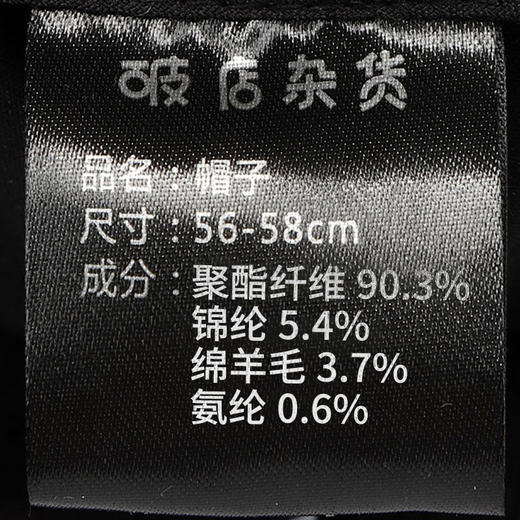 破店杂货
品名：帽子
尺寸：56-58cm
成分：聚酯纤维 90.3%
锦纶 5.4%
绵羊毛 3.7%
氨纶 0.6%